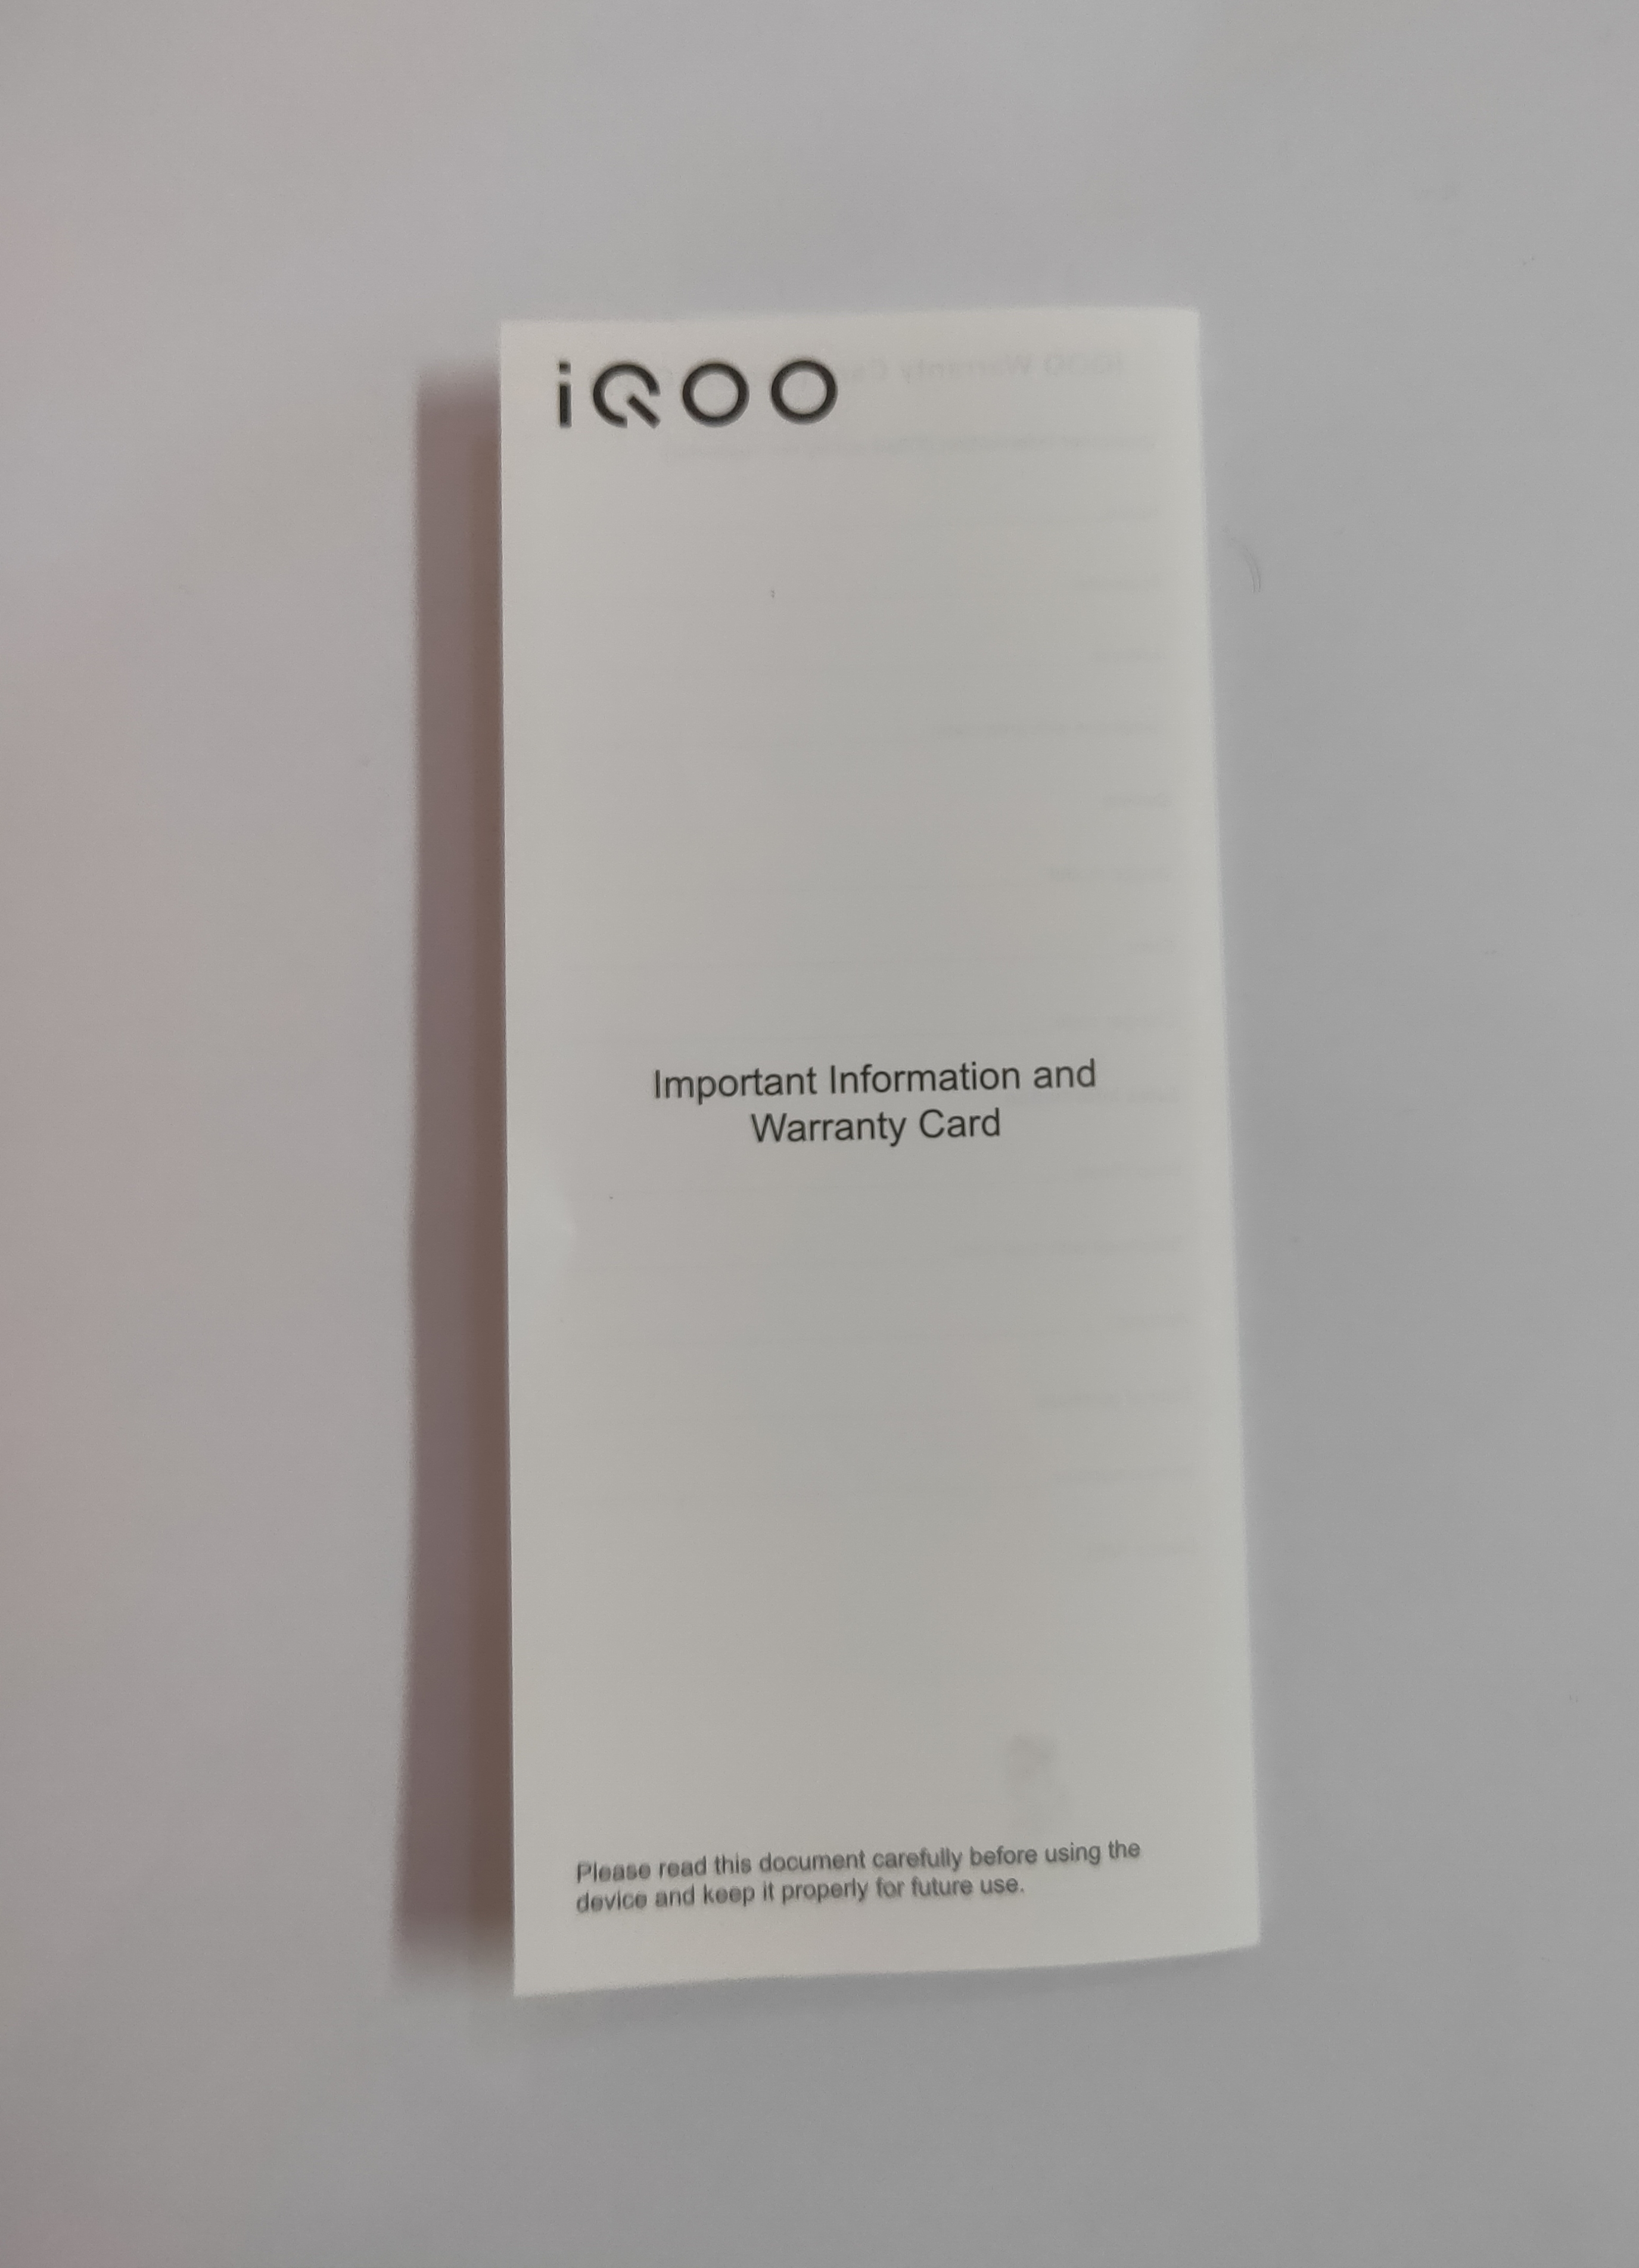 iQOO
Important Information and
Warranty Card
Please read this document carefully before using the
device and keep it properly for future use.